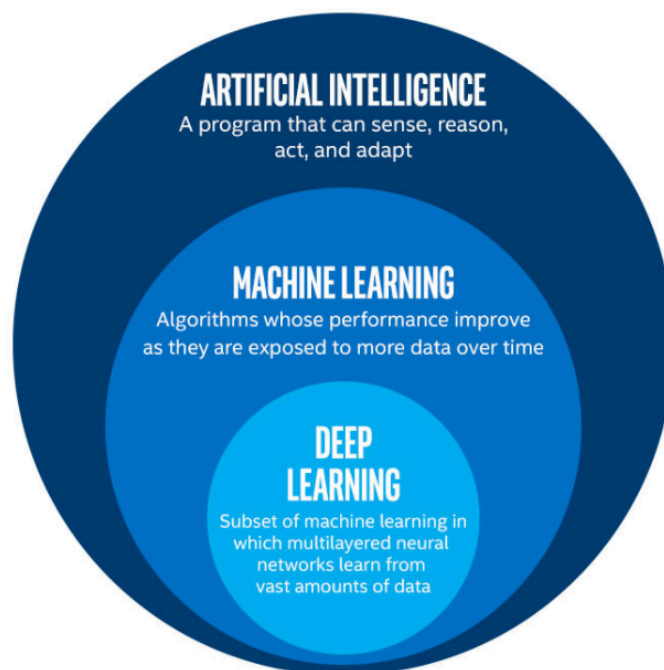 ARTIFICIAL INTELLIGENCE
A program that can sense, reason,
act, and adapt
MACHINE LEARNING
Algorithms whose performance improve
as they are exposed to more data over time
DEEP
LEARNING
Subset of machine learning in
which multilayered neural
networks learn from
vast amounts of data